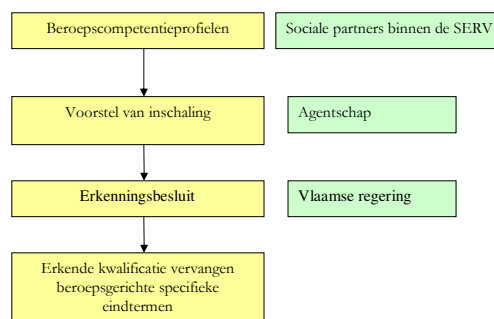 Beroepscompetentieprofielen
Sociale partners binnen de SERV
Voorstel van inschaling
Agentschap
Erkenningsbesluit
Vlaamse regering
Erkende kwalificatie vervangen
beroepsgerichte specifieke
eindtermen